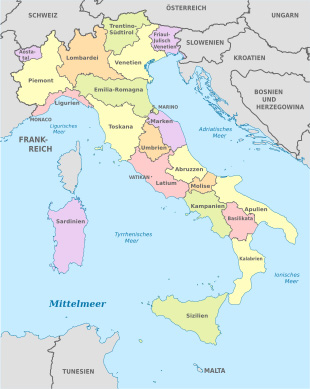 ÖSTERREICH
SCHWEIZ
UNGARN
Trentino-
Südtirol
Friaul-
Julisch
Venetien
SLOWENIEN
Aosta-
tal
Lombardei
Venetien
KROATIEN
Piemont
Emilia-Romagna
BOSNIEN
UND
HERZEGOWINA
Ligurien
S. MARINO
MONACO
Ligurisches
Meer
Toskana
Marken
Adriatisches
Meer
FRANK-
REICH
Umbrien
VATIKAN
Latium
Abruzzen
Molise
Sardinien
Kampanien
Apulien
Basilikata
Tyrrhenisches
Meer
Kalabrien
Ionisches
Meer
Mittelmeer
Sizilien
TUNESIEN
MALTA